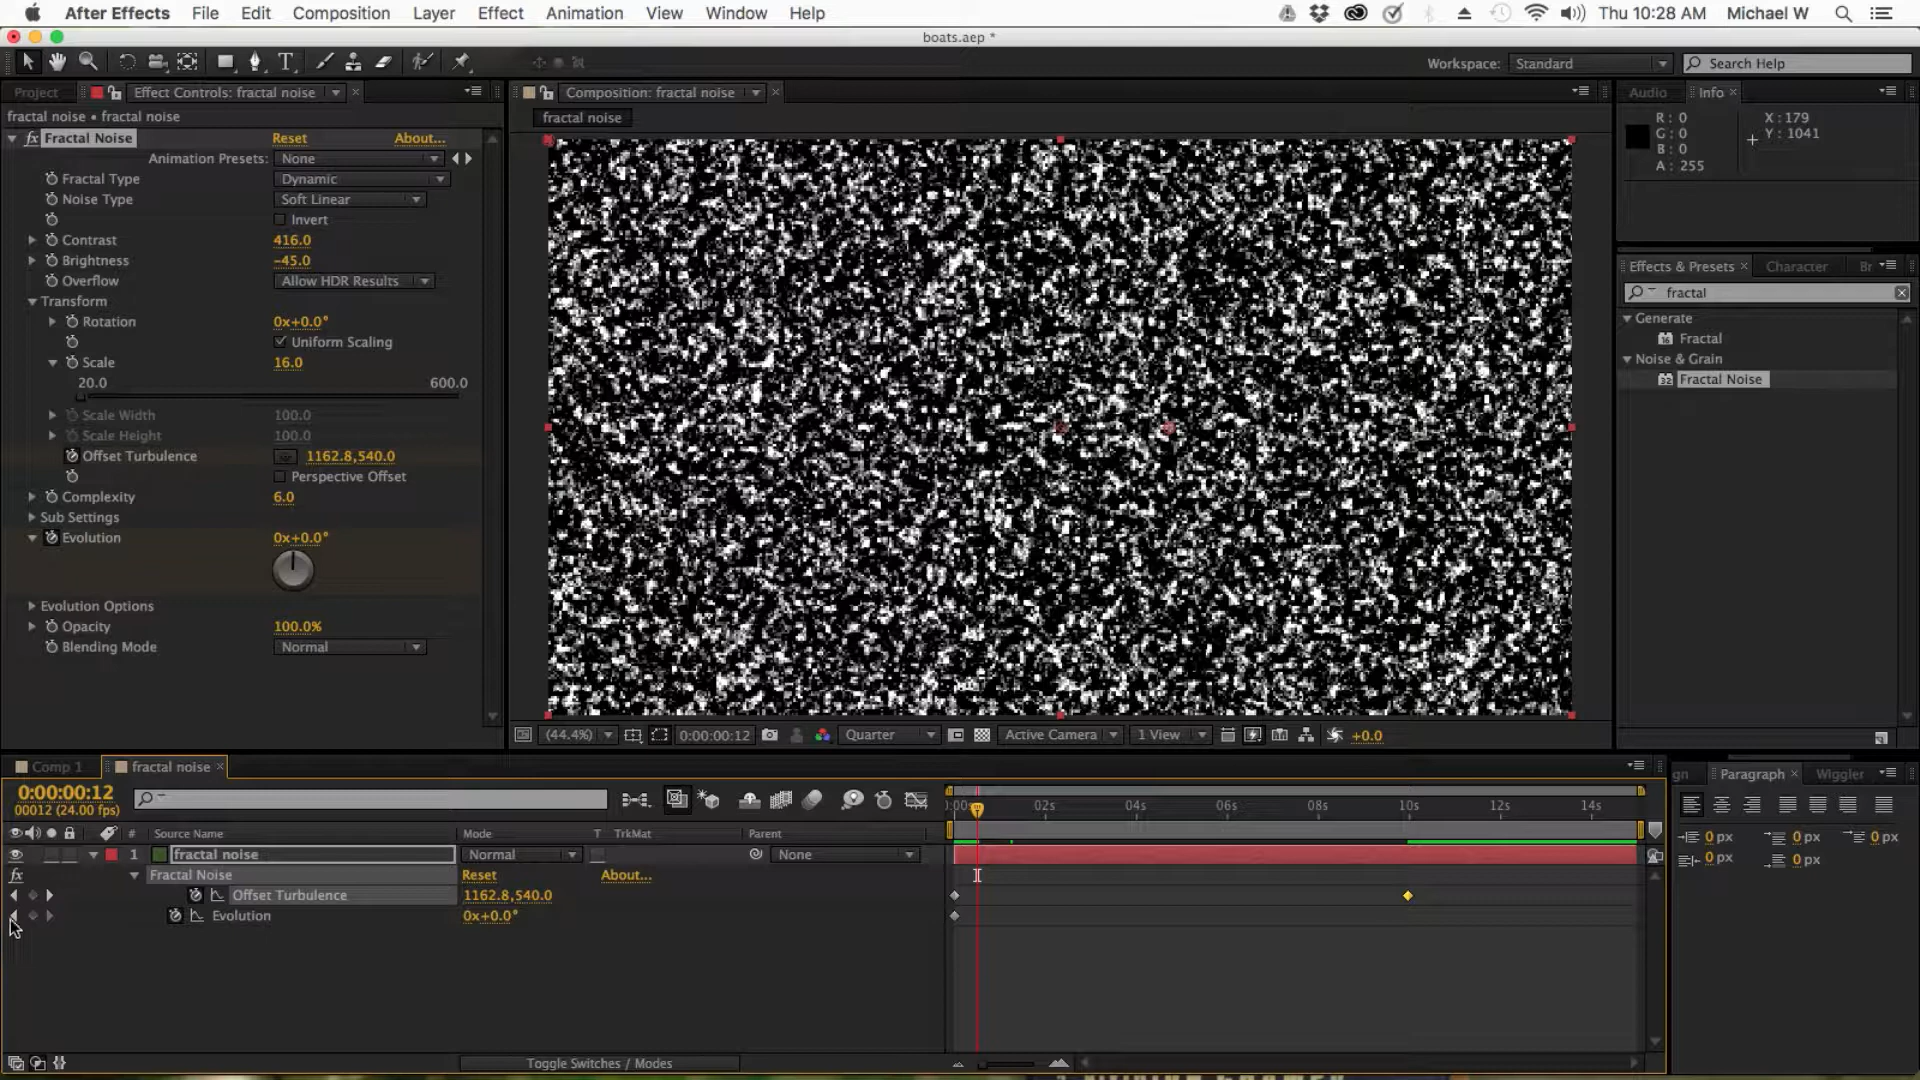 After Effects File Edit Composition Layer Effect Animation View Window Help Thu 10:28 AM Michael W
boats.aep *
T Workspace: Standard Search Help
Project Effect Controls: fractal noise Composition: fractal noise Audio Info
fractal noise • fractal noise
fractal noise
fx Fractal Noise Reset About...
Animation Presets: None
Fractal Type Dynamic
Noise Type Soft Linear
Invert
Contrast 416.0
Brightness -45.0
Overflow Allow HDR Results
Transform
Rotation 0x+0.0°
Uniform Scaling
Scale 16.0
20.0 600.0
Scale Width 100.0
Scale Height 100.0
Offset Turbulence 1162.8,540.0
Perspective Offset
Complexity 6.0
Sub Settings
Evolution 0x+0.0°
Evolution Options
Opacity 100.0%
Blending Mode Normal
(44.4%) 0:00:00:12 Quarter Active Camera 1 View +0.0
R : 0 X : 179
G : 0 Y : 1041
B : 0
A : 255
Effects & Presets Character Br
fractal
Generate
16 Fractal
Noise & Grain
32 Fractal Noise
Comp 1 fractal noise
0:00:00:12
00012 (24.00 fps)
:00s 02s 04s 06s 08s 10s 12s 14s
# Source Name Mode T TrkMat Parent
1 fractal noise Normal None
fx Fractal Noise Reset About...
Offset Turbulence 1162.8,540.0
Evolution 0x+0.0°
Toggle Switches / Modes
gn Paragraph Wiggler
0 px 0 px 0 px
0 px 0 px